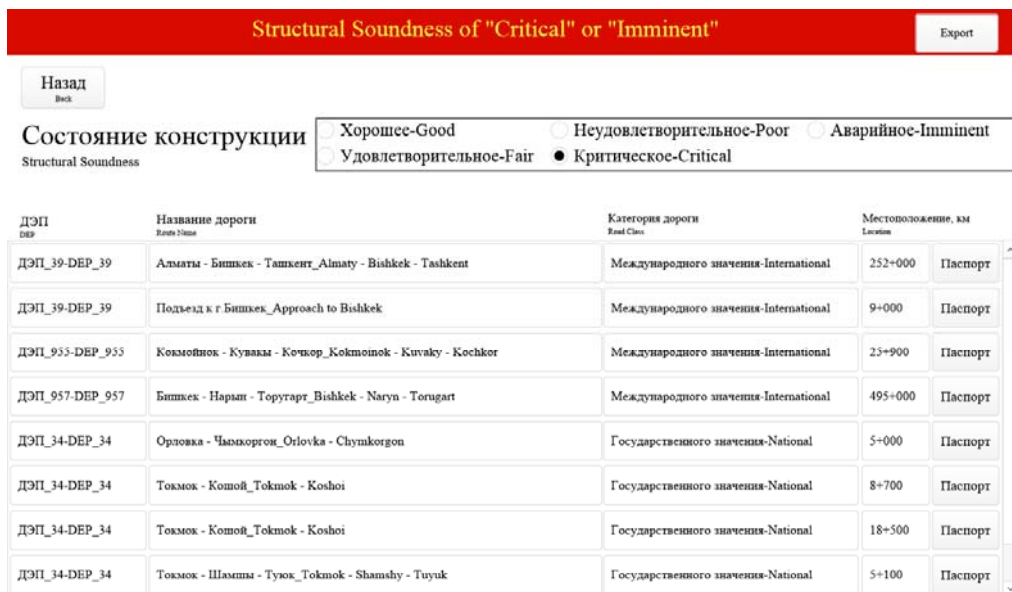 Structural Soundness of "Critical" or "Imminent"
Export
Назад
Back
Состояние конструкции
Structural Soundness
Хорошее-Good Неудовлетворительное-Poor Аварийное-Imminent
Удовлетворительное-Fair Критическое-Critical
ДЭП Название дороги Категория дороги Местоположение, км
DEP Route Name Road Class Location
ДЭП_39-DEP_39 Алматы - Бишкек - Ташкент_Almaty - Bishkek - Tashkent Международного значения-International 252+000 Паспорт
ДЭП_39-DEP_39 Подъезд к г.Бишкек_Approach to Bishkek Международного значения-International 9+000 Паспорт
ДЭП_955-DEP_955 Кокмойнок - Кувакы - Кочкор_Kokmoinok - Kuvaky - Kochkor Международного значения-International 25+900 Паспорт
ДЭП_957-DEP_957 Бишкек - Нарын - Торугарт_Bishkek - Naryn - Torugart Международного значения-International 495+000 Паспорт
ДЭП_34-DEP_34 Орловка - Чымкоргон_Orlovka - Chymkorgon Государственного значения-National 5+000 Паспорт
ДЭП_34-DEP_34 Токмок - Кошой_Tokmok - Koshoi Государственного значения-National 8+700 Паспорт
ДЭП_34-DEP_34 Токмок - Кошой_Tokmok - Koshoi Государственного значения-National 18+500 Паспорт
ДЭП_34-DEP_34 Токмок - Шамшы - Туюк_Tokmok - Shamshy - Tuyuk Государственного значения-National 5+100 Паспорт